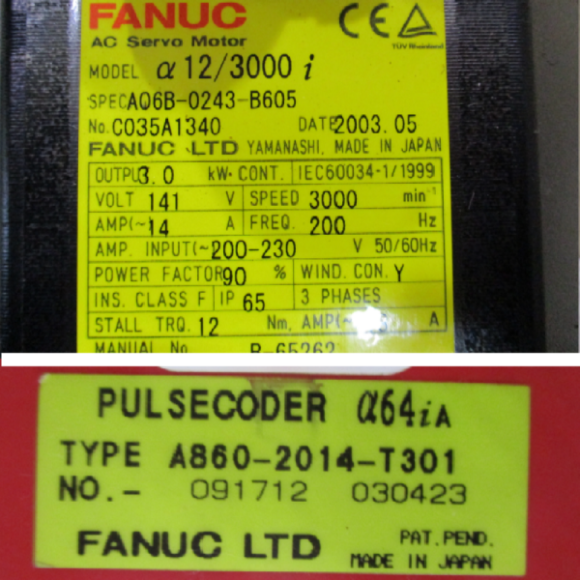 FANUC
AC Servo Motor
TUV Rheinland
MODEL α 12/3000 i
SPEC A06B-0243-B605
No. C035A1340 DATE 2003.05
FANUC LTD YAMANASHI, MADE IN JAPAN
OUTPUT 3.0 kW-CONT. IEC60034-1/1999
VOLT 141 V SPEED 3000 min⁻¹
AMP(~) 14 A FREQ. 200 Hz
AMP. INPUT(~) 200-230 V 50/60Hz
POWER FACTOR 90 % WIND. CON. Y
INS. CLASS F IP 65 3 PHASES
STALL TRQ. 12 Nm, AMP(~ A
MANUAL No. B-65262
PULSECODER α64iA
TYPE A860-2014-T301
NO.- 091712 030423
FANUC LTD PAT. PEND.
MADE IN JAPAN